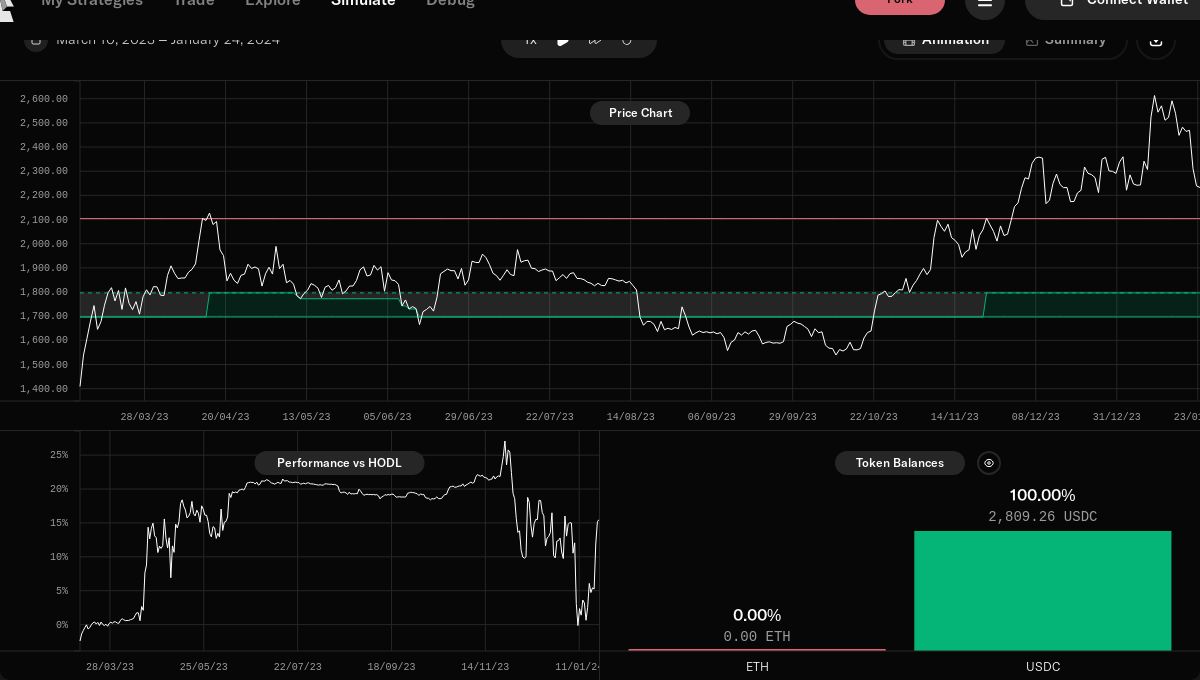 My Strategies Trade Explore Simulate Debug Fork Connect Wallet
March 10, 2023 — January 24, 2024 1x Animation Summary
Price Chart
2,600.00
2,500.00
2,400.00
2,300.00
2,200.00
2,100.00
2,000.00
1,900.00
1,800.00
1,700.00
1,600.00
1,500.00
1,400.00
28/03/23 20/04/23 13/05/23 05/06/23 29/06/23 22/07/23 14/08/23 06/09/23 29/09/23 22/10/23 14/11/23 08/12/23 31/12/23 23/01
Performance vs HODL
25%
20%
15%
10%
5%
0%
28/03/23 25/05/23 22/07/23 18/09/23 14/11/23 11/01/24
Token Balances
100.00%
2,809.26 USDC
0.00%
0.00 ETH
ETH USDC